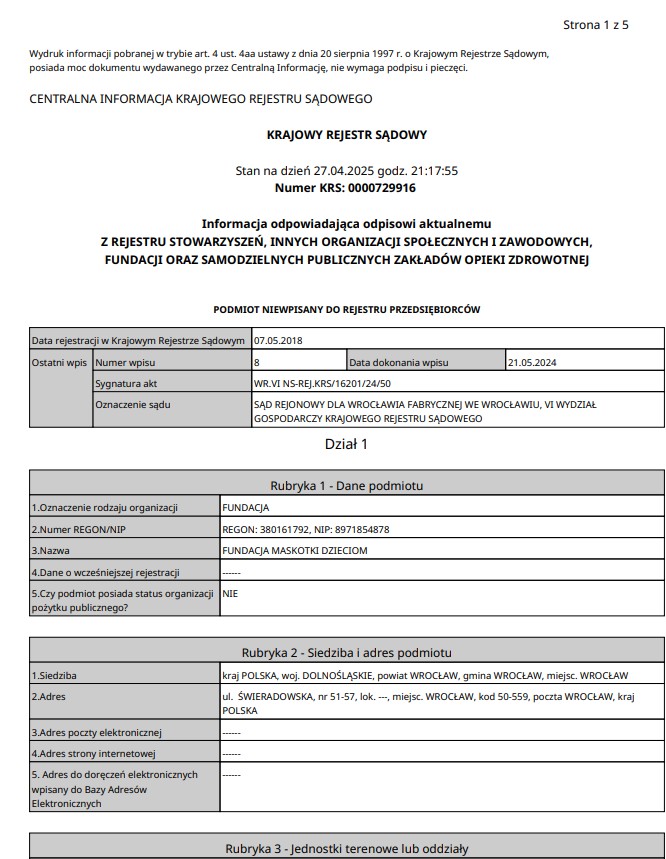 Strona 1 z 5
Wydruk informacji pobranej w trybie art. 4 ust. 4aa ustawy z dnia 20 sierpnia 1997 r. o Krajowym Rejestrze Sądowym,
posiada moc dokumentu wydawanego przez Centralną Informację, nie wymaga podpisu i pieczęci.
CENTRALNA INFORMACJA KRAJOWEGO REJESTRU SĄDOWEGO
KRAJOWY REJESTR SĄDOWY
Stan na dzień 27.04.2025 godz. 21:17:55
Numer KRS: 0000729916
Informacja odpowiadająca odpisowi aktualnemu
Z REJESTRU STOWARZYSZEŃ, INNYCH ORGANIZACJI SPOŁECZNYCH I ZAWODOWYCH,
FUNDACJI ORAZ SAMODZIELNYCH PUBLICZNYCH ZAKŁADÓW OPIEKI ZDROWOTNEJ
PODMIOT NIEWPISANY DO REJESTRU PRZEDSIĘBIORCÓW
Data rejestracji w Krajowym Rejestrze Sądowym 07.05.2018
Ostatni wpis Numer wpisu 8 Data dokonania wpisu 21.05.2024
Sygnatura akt WR.VI NS-REJ.KRS/16201/24/50
Oznaczenie sądu SĄD REJONOWY DLA WROCŁAWIA FABRYCZNEJ WE WROCŁAWIU, VI WYDZIAŁ
GOSPODARCZY KRAJOWEGO REJESTRU SĄDOWEGO
Dział 1
Rubryka 1 - Dane podmiotu
1.Oznaczenie rodzaju organizacji FUNDACJA
2.Numer REGON/NIP REGON: 380161792, NIP: 8971854878
3.Nazwa FUNDACJA MASKOTKI DZIECIOM
4.Dane o wcześniejszej rejestracji ------
5.Czy podmiot posiada status organizacji NIE
pożytku publicznego?
Rubryka 2 - Siedziba i adres podmiotu
1.Siedziba kraj POLSKA, woj. DOLNOŚLĄSKIE, powiat WROCŁAW, gmina WROCŁAW, miejsc. WROCŁAW
2.Adres ul. ŚWIERADOWSKA, nr 51-57, lok. ---, miejsc. WROCŁAW, kod 50-559, poczta WROCŁAW, kraj
POLSKA
3.Adres poczty elektronicznej ------
4.Adres strony internetowej ------
5. Adres do doręczeń elektronicznych ------
wpisany do Bazy Adresów
Elektronicznych
Rubryka 3 - Jednostki terenowe lub oddziały